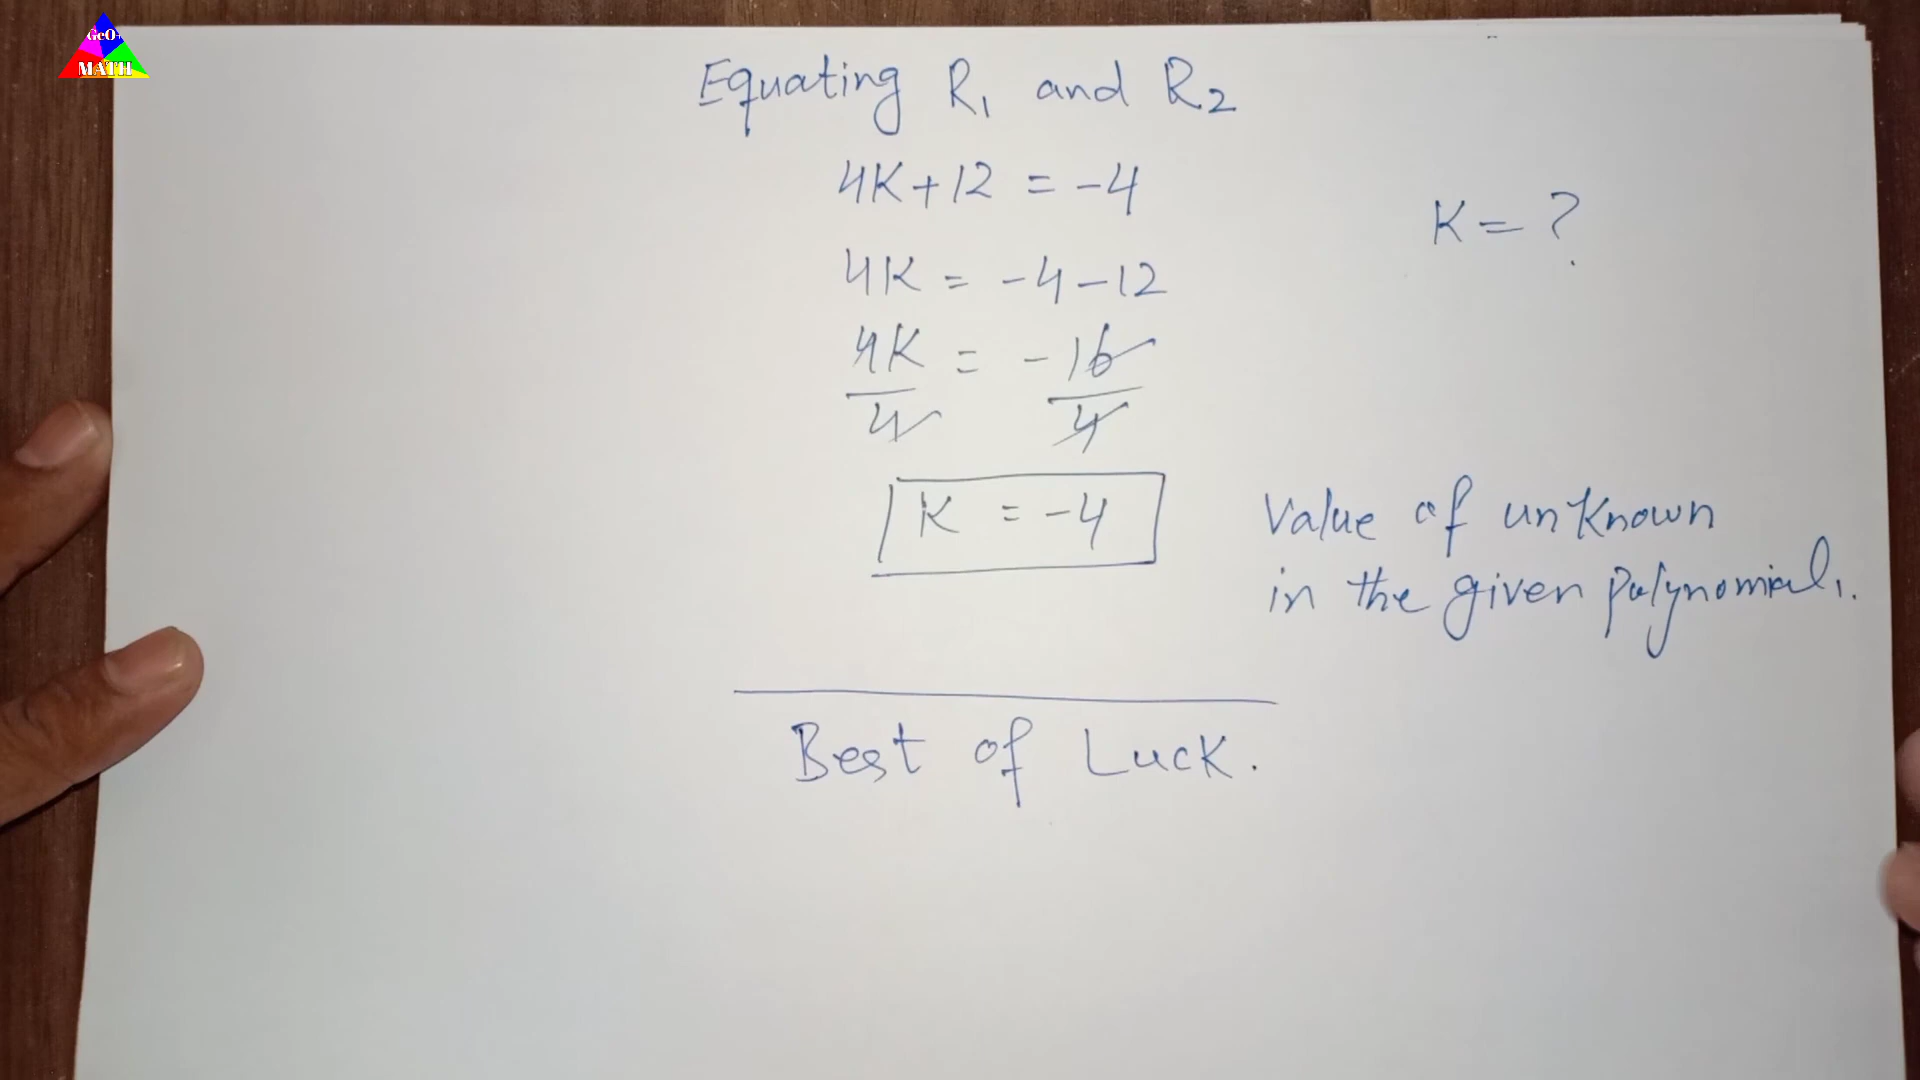 GeO+
MATH
Equating R₁ and R₂
4K+12 = -4
K = ?
4K = -4-12
4K/4 = -16/4
K = -4
Value of unknown
in the given polynomial.
Best of Luck.